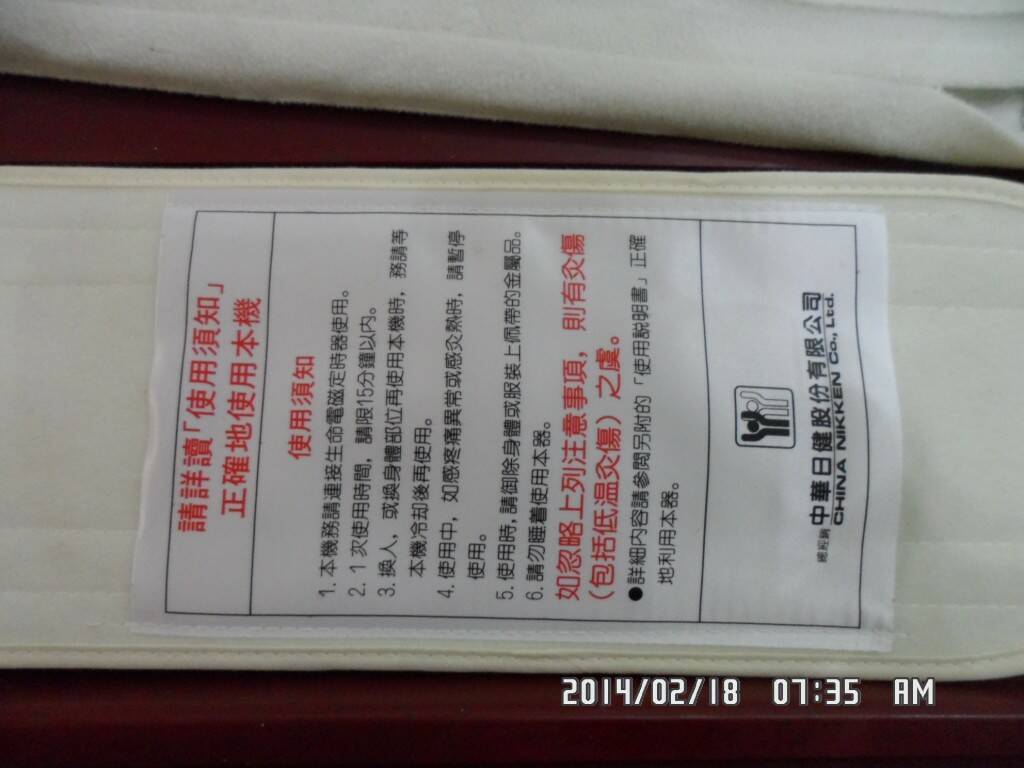 請詳讀「使用須知」
正確地使用本機
使用須知
1. 本機務請連接生命電磁定時器使用。
2. 1次使用時間，請限15分鐘以內。
3. 換人，或換身體部位再使用本機時，務請等
本機冷却後再使用。
4. 使用中，如感疼痛異常或感灸熱時，請暫停
使用。
5. 使用時,請御除身體或服裝上佩帶的金屬品。
6. 請勿睡着使用本器。
如忽略上列注意事項，則有灸傷
(包括低溫灸傷) 之虞。
●詳細內容請參閱另附的「使用説明書」正確
地利用本器。
總經銷 中華日健股份有限公司
CHINA NIKKEN Co., Ltd.
2014/02/18 07:35 AM